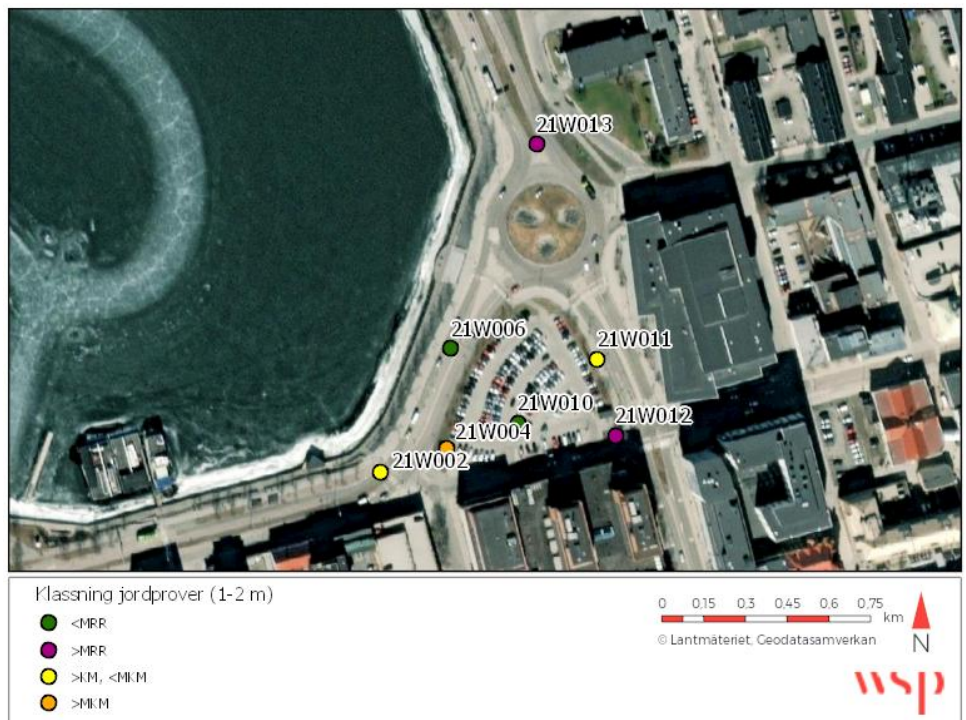 21W013
21W006
21W011
21W010
21W012
21W004
21W002
Klassning jordprover (1-2 m)
<MRR
>MRR
>KM, <MKM
>MKM
0 0,15 0,3 0,45 0,6 0,75
km
© Lantmäteriet, Geodatasamverkan
N
wsp